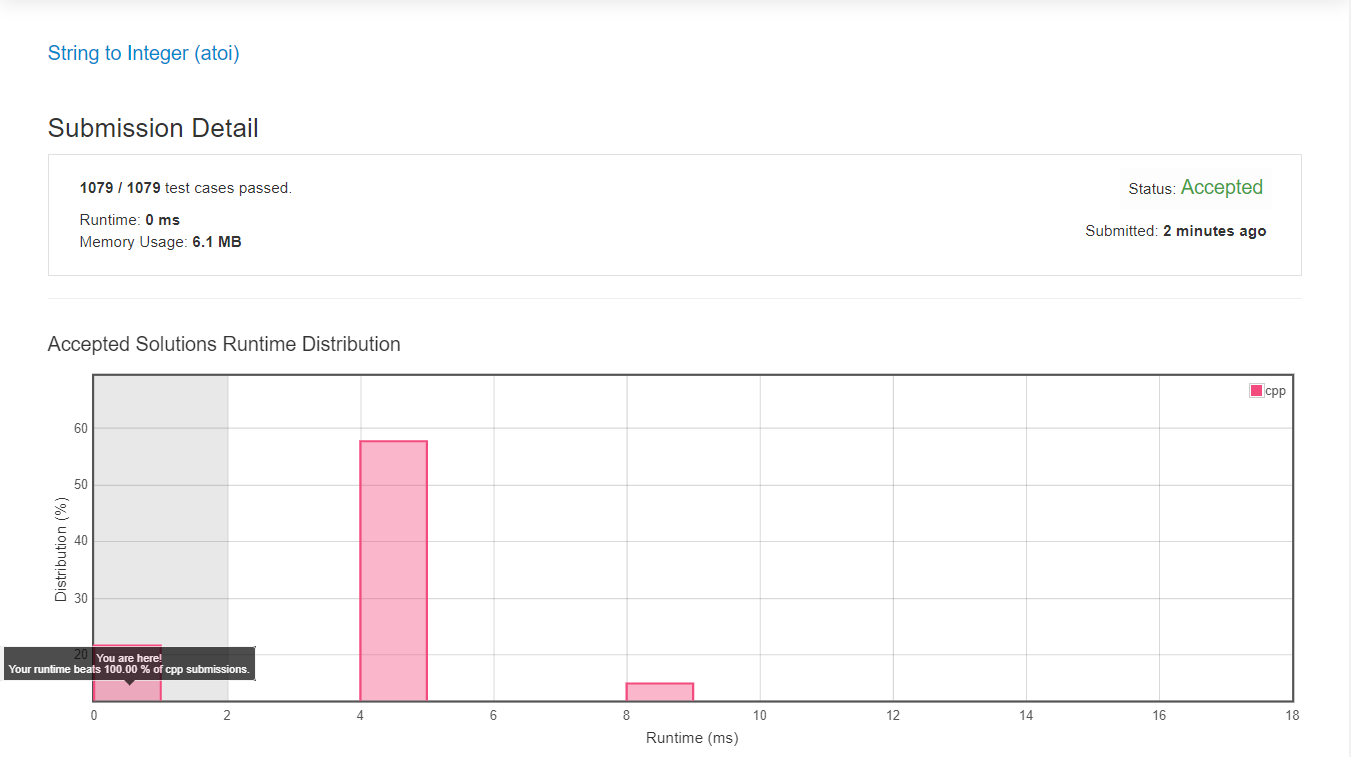 String to Integer (atoi)
Submission Detail
1079 / 1079 test cases passed.
Status: Accepted
Runtime: 0 ms
Memory Usage: 6.1 MB
Submitted: 2 minutes ago
Accepted Solutions Runtime Distribution
cpp
60
50
40
30
20
Distribution (%)
You are here!
Your runtime beats 100.00 % of cpp submissions.
0 2 4 6 8 10 12 14 16 18
Runtime (ms)